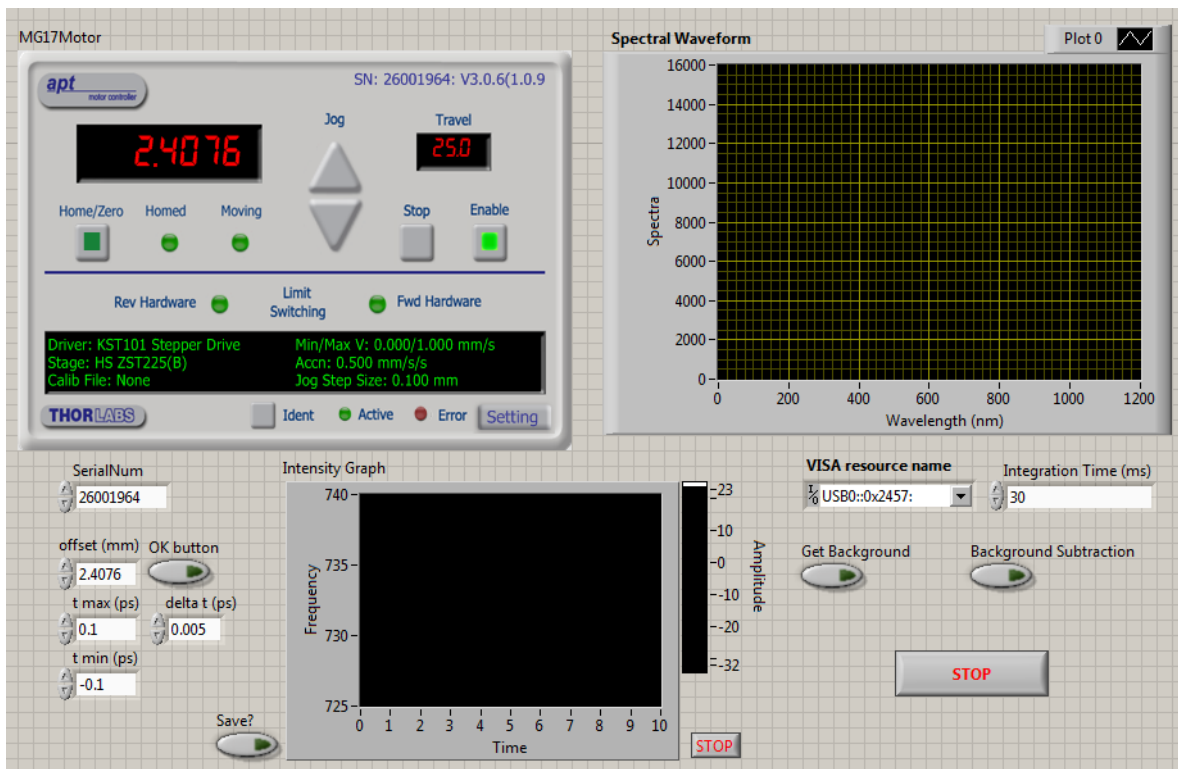 MG17Motor
apt
motor controller
SN: 26001964: V3.0.6(1.0.9
2.4076
Jog
Travel
25.0
Home/Zero
Homed
Moving
Stop
Enable
Rev Hardware
Limit
Switching
Fwd Hardware
Driver: KST101 Stepper Drive
Stage: HS ZST225(B)
Calib File: None
Min/Max V: 0.000/1.000 mm/s
Accn: 0.500 mm/s/s
Jog Step Size: 0.100 mm
THORLABS
Ident
Active
Error
Setting
Spectral Waveform
Plot 0
16000
14000
12000
10000
8000
6000
4000
2000
0
Spectra
0 200 400 600 800 1000 1200
Wavelength (nm)
SerialNum
26001964
offset (mm)
2.4076
OK button
t max (ps)
0.1
delta t (ps)
0.005
t min (ps)
-0.1
Save?
Intensity Graph
740
735
730
725
Frequency
0 1 2 3 4 5 6 7 8 9 10
Time
23
10
0
-10
-20
-32
Amplitude
STOP
VISA resource name
I/0 USB0::0x2457:
Integration Time (ms)
30
Get Background
Background Subtraction
STOP